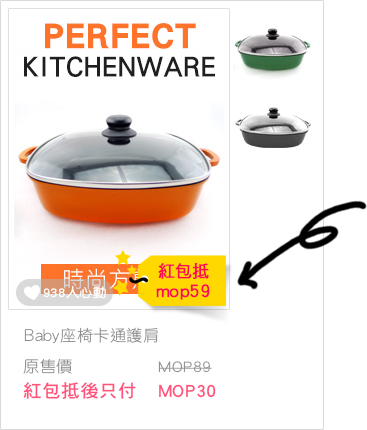 PERFECT
KITCHENWARE
時尚方
938人心動
紅包抵
mop59
Baby座椅卡通護肩
原售價 MOP89
紅包抵後只付 MOP30